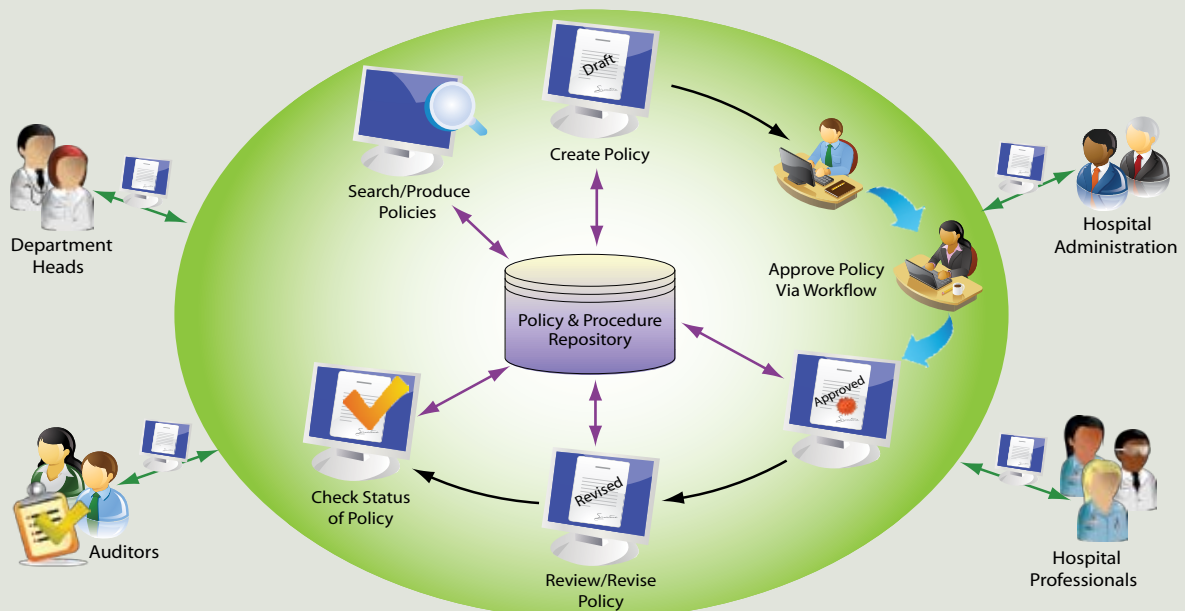 Draft
Create Policy
Search/Produce
Policies
Department
Heads
Hospital
Administration
Approve Policy
Via Workflow
Policy & Procedure
Repository
Approved
Check Status
of Policy
Revised
Review/Revise
Policy
Auditors
Hospital
Professionals